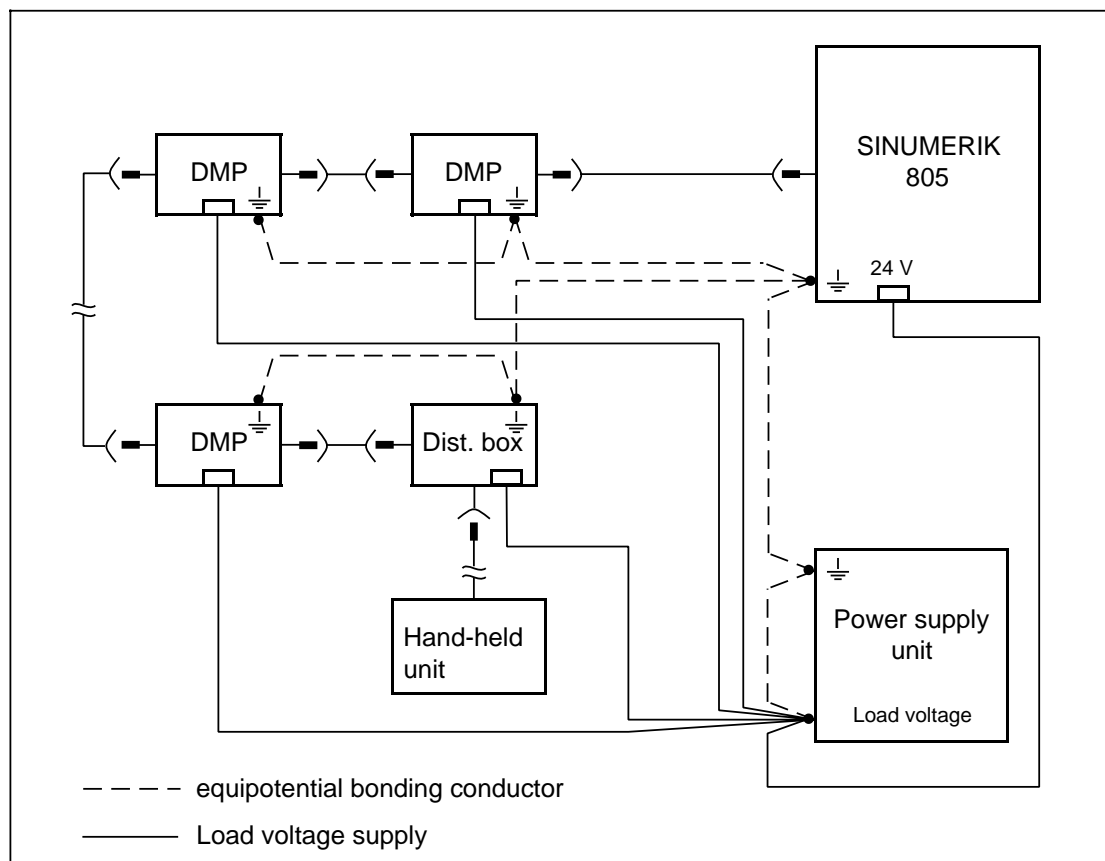 DMP
DMP
SINUMERIK
805
24 V
DMP
Dist. box
Hand-held
unit
Power supply
unit
Load voltage
equipotential bonding conductor
Load voltage supply